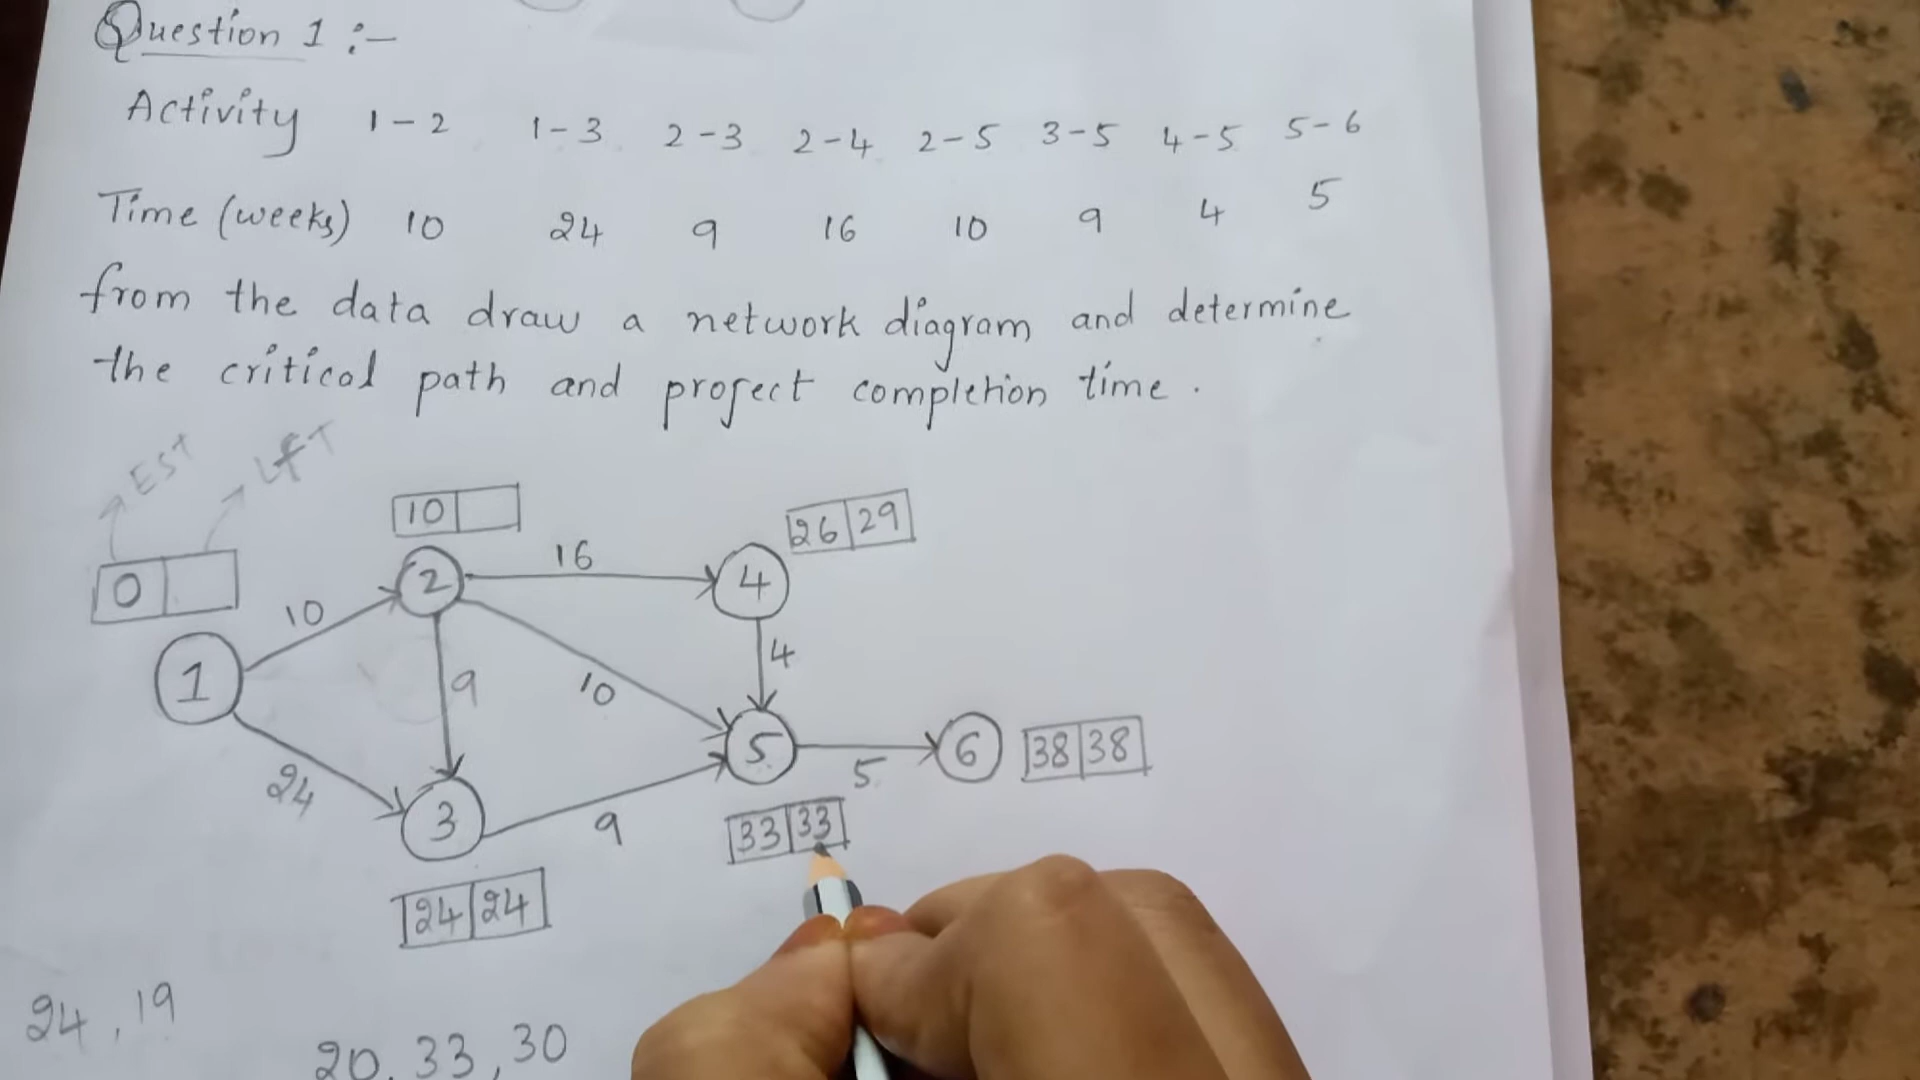 Question 1 :-
Activity 1-2 1-3 2-3 2-4 2-5 3-5 4-5 5-6
Time (weeks) 10 24 9 16 10 9 4 5
from the data draw a network diagram and determine
the critical path and project completion time.
EST LFT
10
26 29
0
2 16 4
10
1 9 10 4
5 6 38 38
24 5
3 9 33 33
24 24
24, 19
20, 33, 30